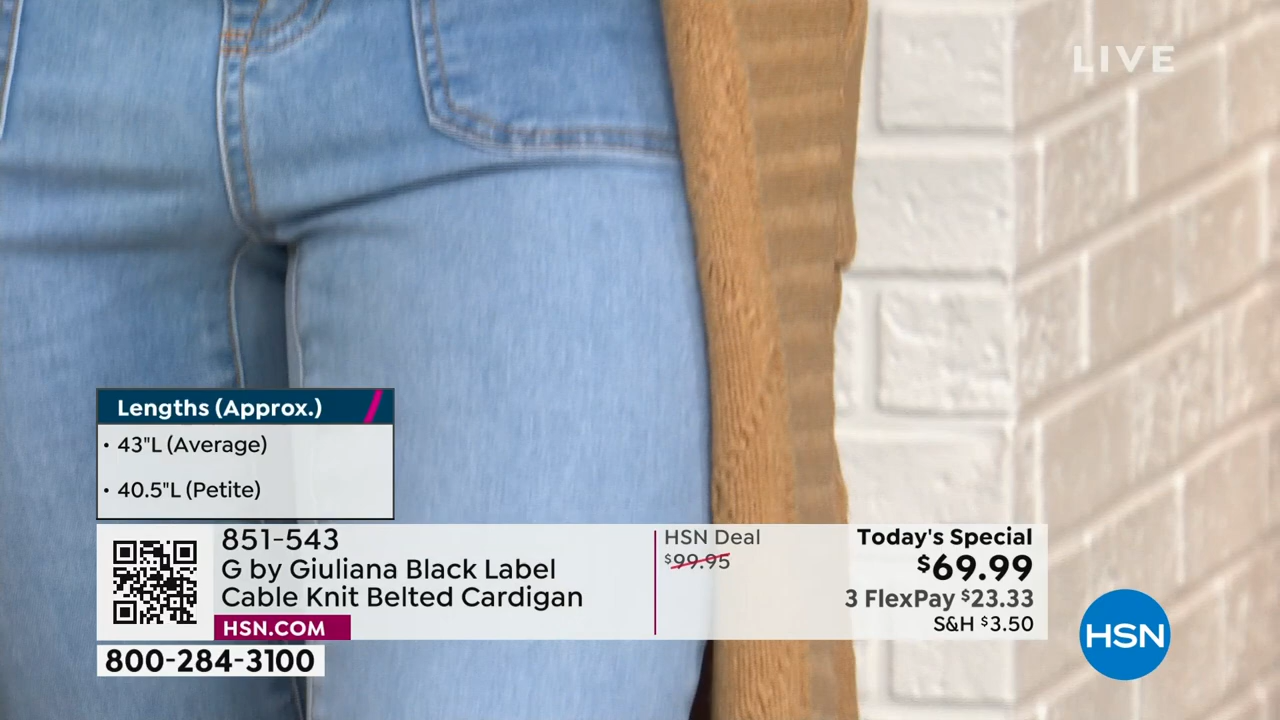 LIVE
Lengths (Approx.)
• 43"L (Average)
• 40.5"L (Petite)
851-543
G by Giuliana Black Label
Cable Knit Belted Cardigan
HSN.COM
800-284-3100
HSN Deal
$99.95
Today's Special
$69.99
3 FlexPay $23.33
S&H $3.50
HSN